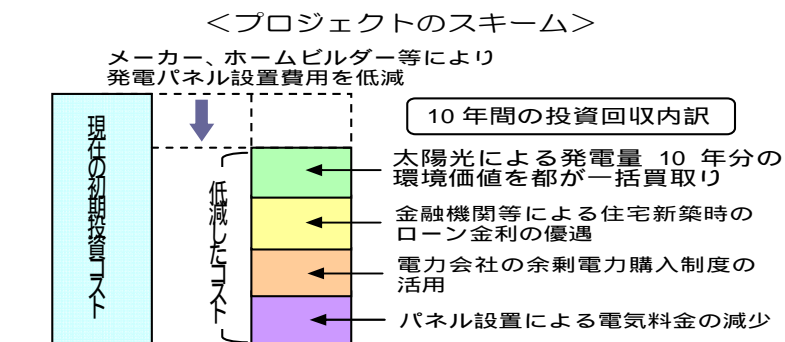 ＜プロジェクトのスキーム＞
メーカー、ホームビルダー等により
発電パネル設置費用を低減
現在の初期投資コスト
低減したコスト
10 年間の投資回収内訳
太陽光による発電量 10 年分の
環境価値を都が一括買取り
金融機関等による住宅新築時の
ローン金利の優遇
電力会社の余剰電力購入制度の
活用
パネル設置による電気料金の減少